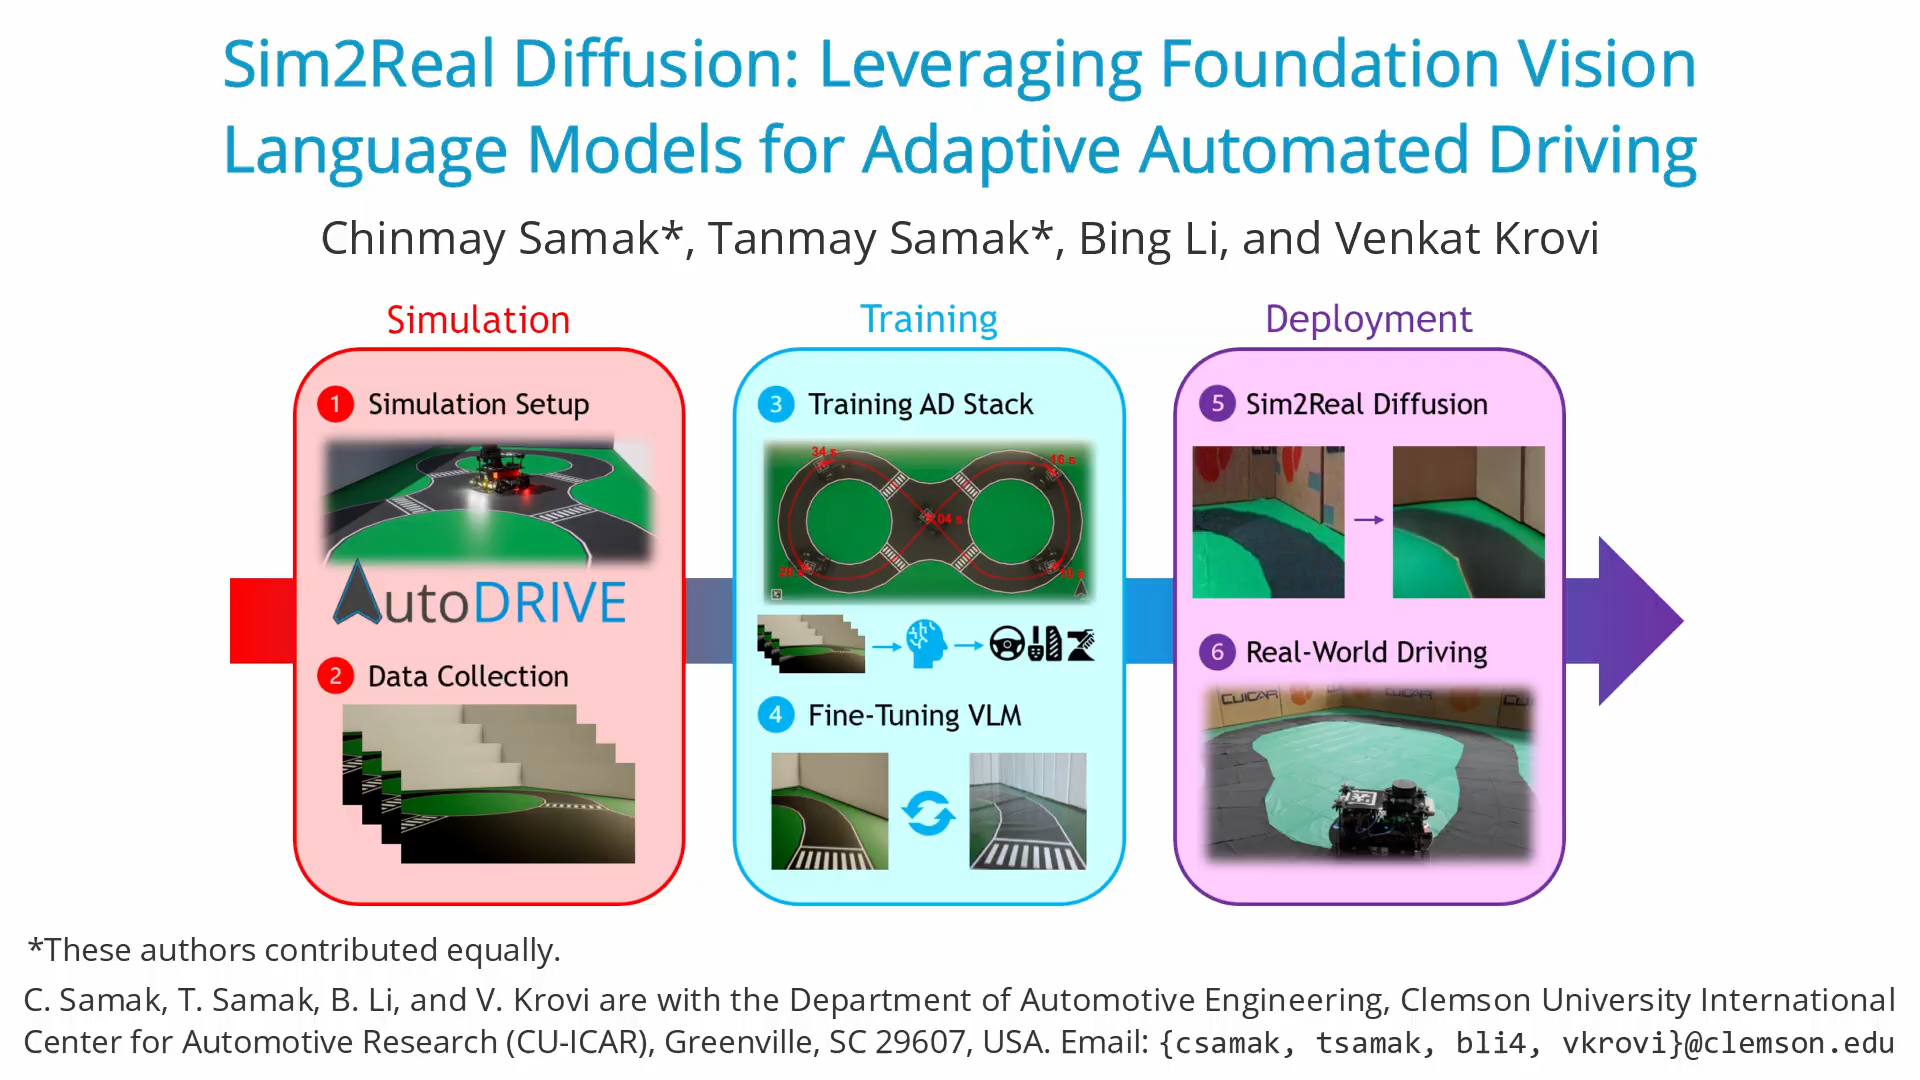 Sim2Real Diffusion: Leveraging Foundation Vision
Language Models for Adaptive Automated Driving
Chinmay Samak*, Tanmay Samak*, Bing Li, and Venkat Krovi
Simulation
1 Simulation Setup
AutoDRIVE
2 Data Collection
Training
3 Training AD Stack
34 s
16 s
04 s
4 Fine-Tuning VLM
Deployment
5 Sim2Real Diffusion
6 Real-World Driving
CUICAR
*These authors contributed equally.
C. Samak, T. Samak, B. Li, and V. Krovi are with the Department of Automotive Engineering, Clemson University International
Center for Automotive Research (CU-ICAR), Greenville, SC 29607, USA. Email: {csamak, tsamak, bli4, vkrovi}@clemson.edu